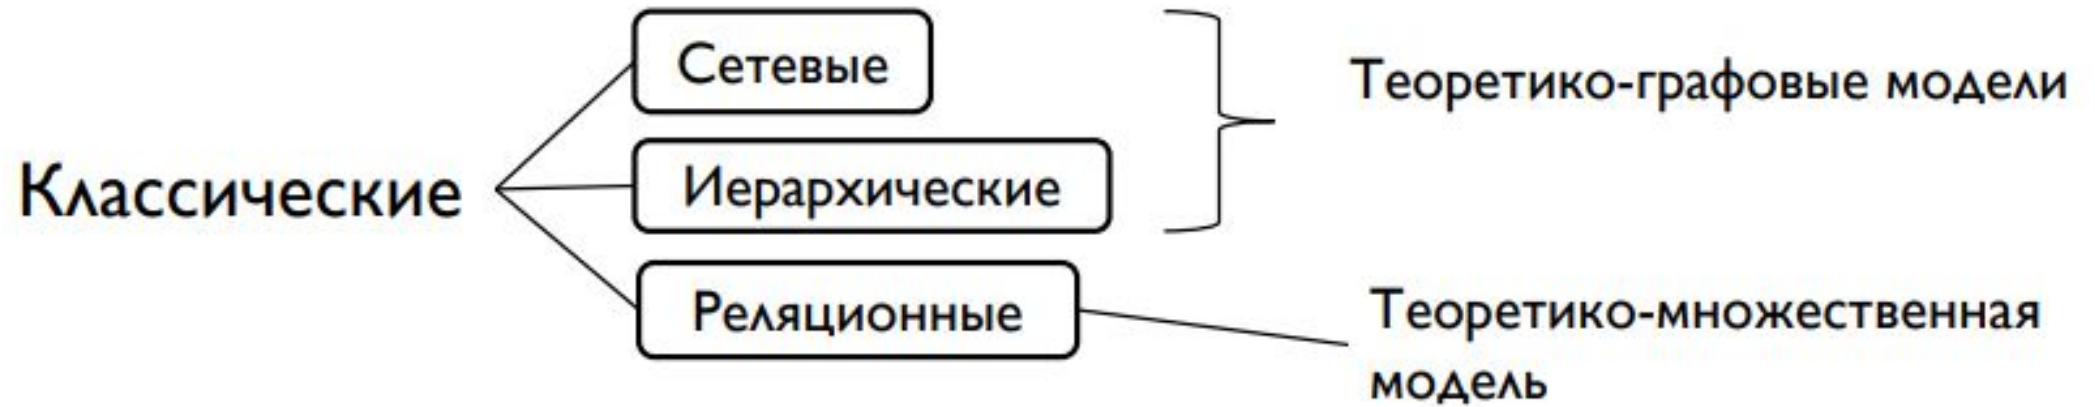 Сетевые
Теоретико-графовые модели
Классические
Иерархические
Реляционные
Теоретико-множественная
модель